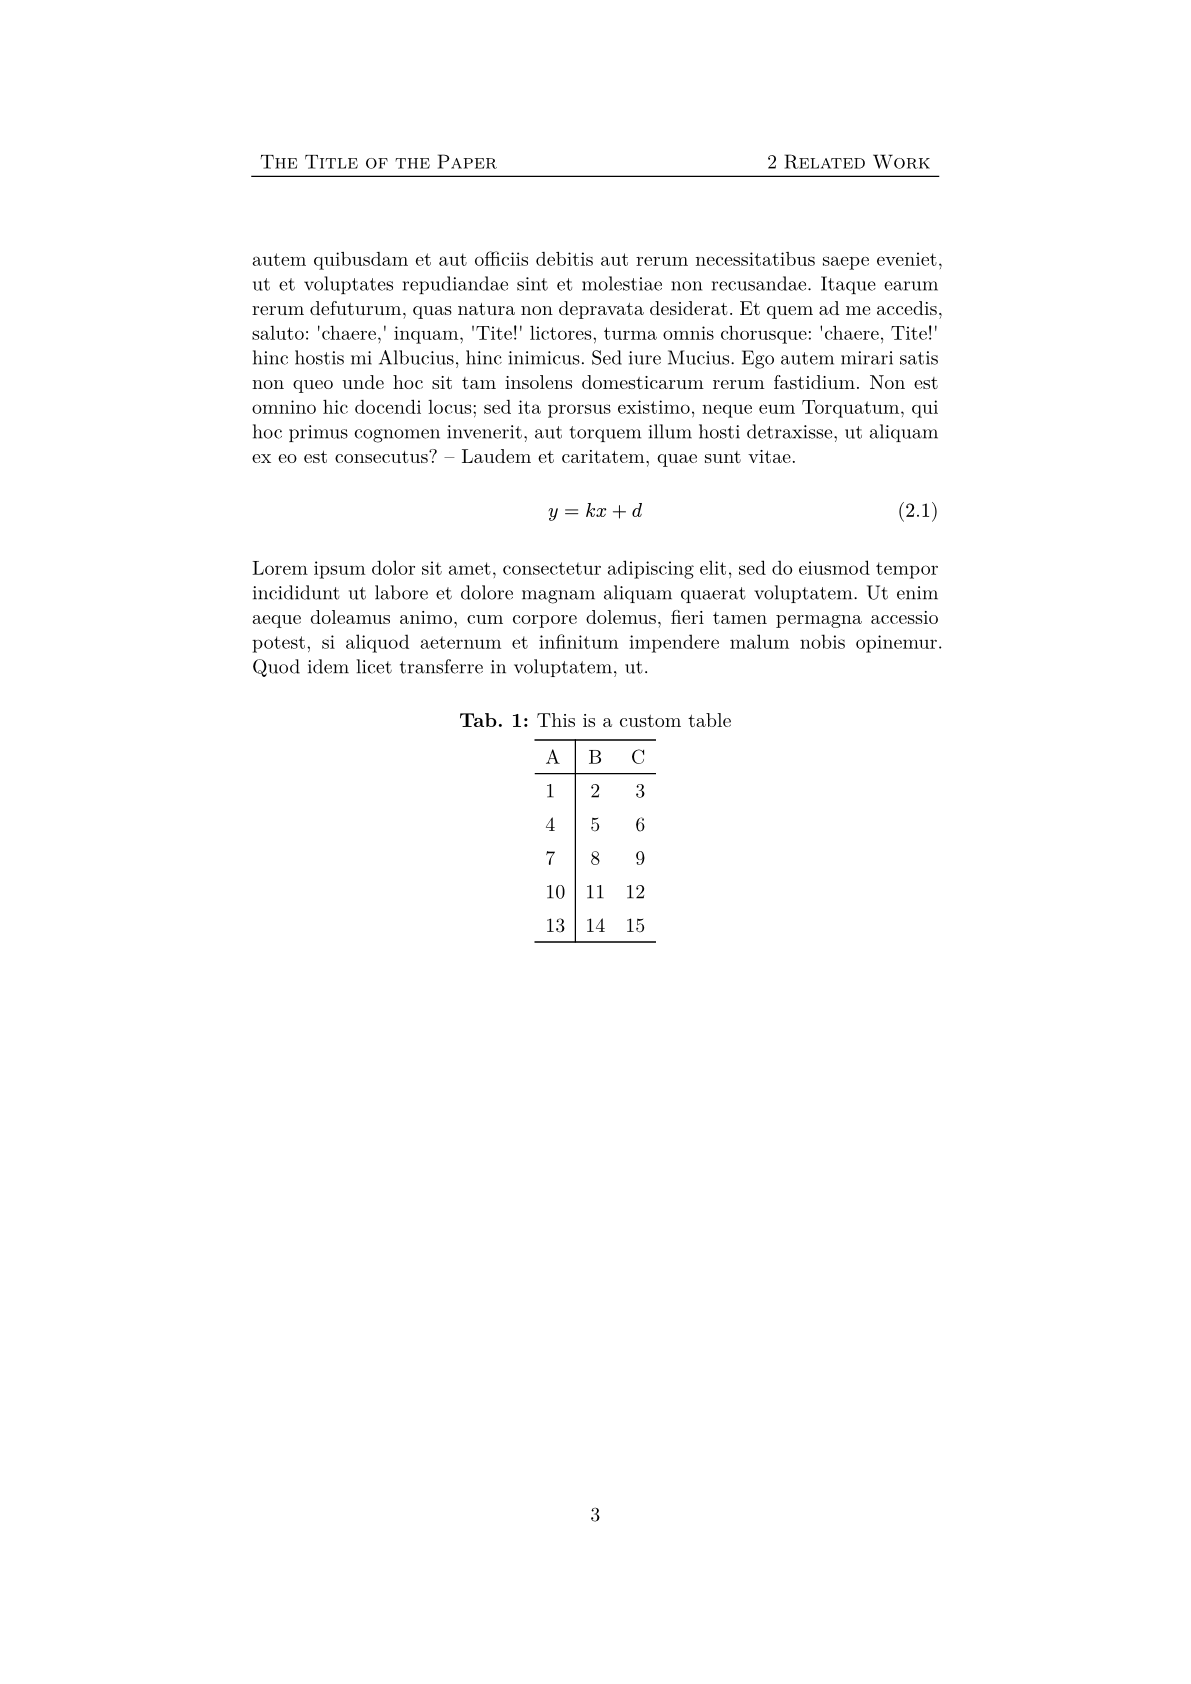 The Title of the Paper 2 Related Work
autem quibusdam et aut officiis debitis aut rerum necessitatibus saepe eveniet,
ut et voluptates repudiandae sint et molestiae non recusandae. Itaque earum
rerum defuturum, quas natura non depravata desiderat. Et quem ad me accedis,
saluto: 'chaere,' inquam, 'Tite!' lictores, turma omnis chorusque: 'chaere, Tite!'
hinc hostis mi Albucius, hinc inimicus. Sed iure Mucius. Ego autem mirari satis
non queo unde hoc sit tam insolens domesticarum rerum fastidium. Non est
omnino hic docendi locus; sed ita prorsus existimo, neque eum Torquatum, qui
hoc primus cognomen invenerit, aut torquem illum hosti detraxisse, ut aliquam
ex eo est consecutus? – Laudem et caritatem, quae sunt vitae.
y = kx + d (2.1)
Lorem ipsum dolor sit amet, consectetur adipiscing elit, sed do eiusmod tempor
incididunt ut labore et dolore magnam aliquam quaerat voluptatem. Ut enim
aeque doleamus animo, cum corpore dolemus, fieri tamen permagna accessio
potest, si aliquod aeternum et infinitum impendere malum nobis opinemur.
Quod idem licet transferre in voluptatem, ut.
Tab. 1: This is a custom table
A B C
1 2 3
4 5 6
7 8 9
10 11 12
13 14 15
3